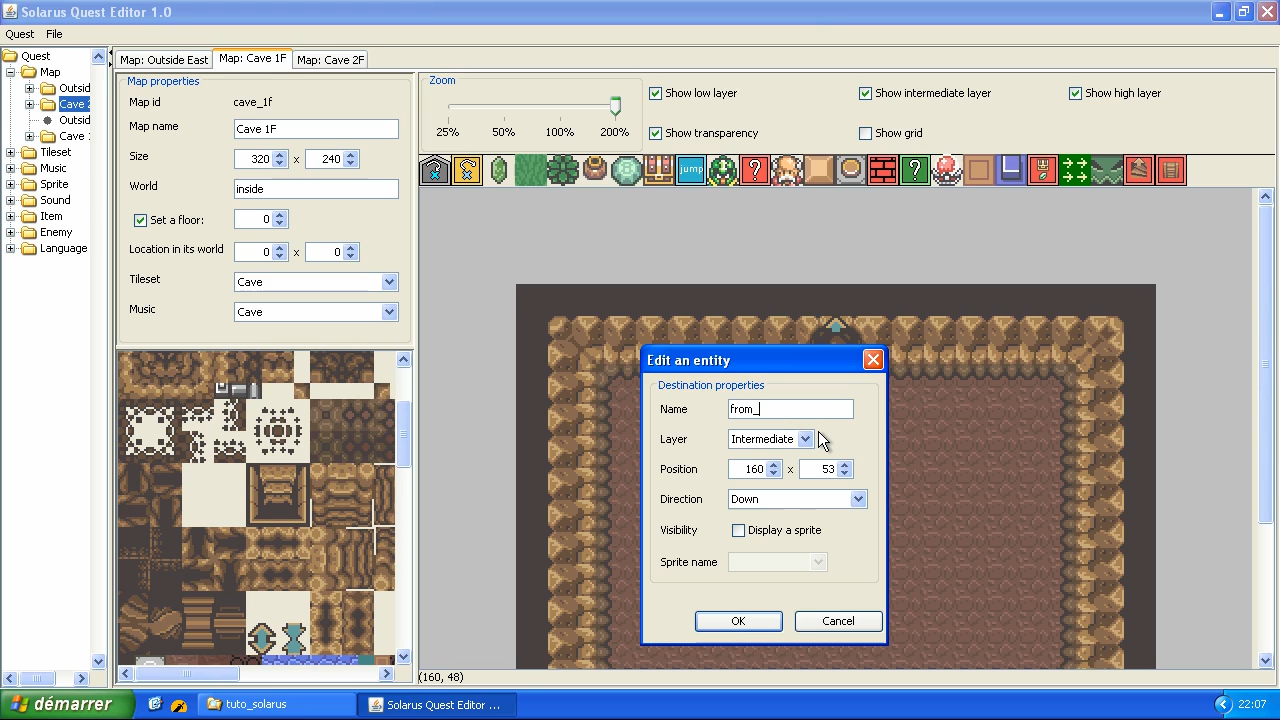 Solarus Quest Editor 1.0
Quest File
Quest
Map
Outsid
Cave 2
Outsid
Cave
Tileset
Music
Sprite
Sound
Item
Enemy
Language
Map: Outside East Map: Cave 1F Map: Cave 2F
Map properties
Map id cave_1f
Map name Cave 1F
Size 320 x 240
World inside
Set a floor: 0
Location in its world 0 x 0
Tileset Cave
Music Cave
Zoom
25% 50% 100% 200%
Show low layer Show intermediate layer Show high layer
Show transparency Show grid
jump ? ?
Edit an entity
Destination properties
Name from_
Layer Intermediate
Position 160 x 53
Direction Down
Visibility Display a sprite
Sprite name
OK Cancel
(160, 48)
démarrer tuto_solarus Solarus Quest Editor ... 22:07